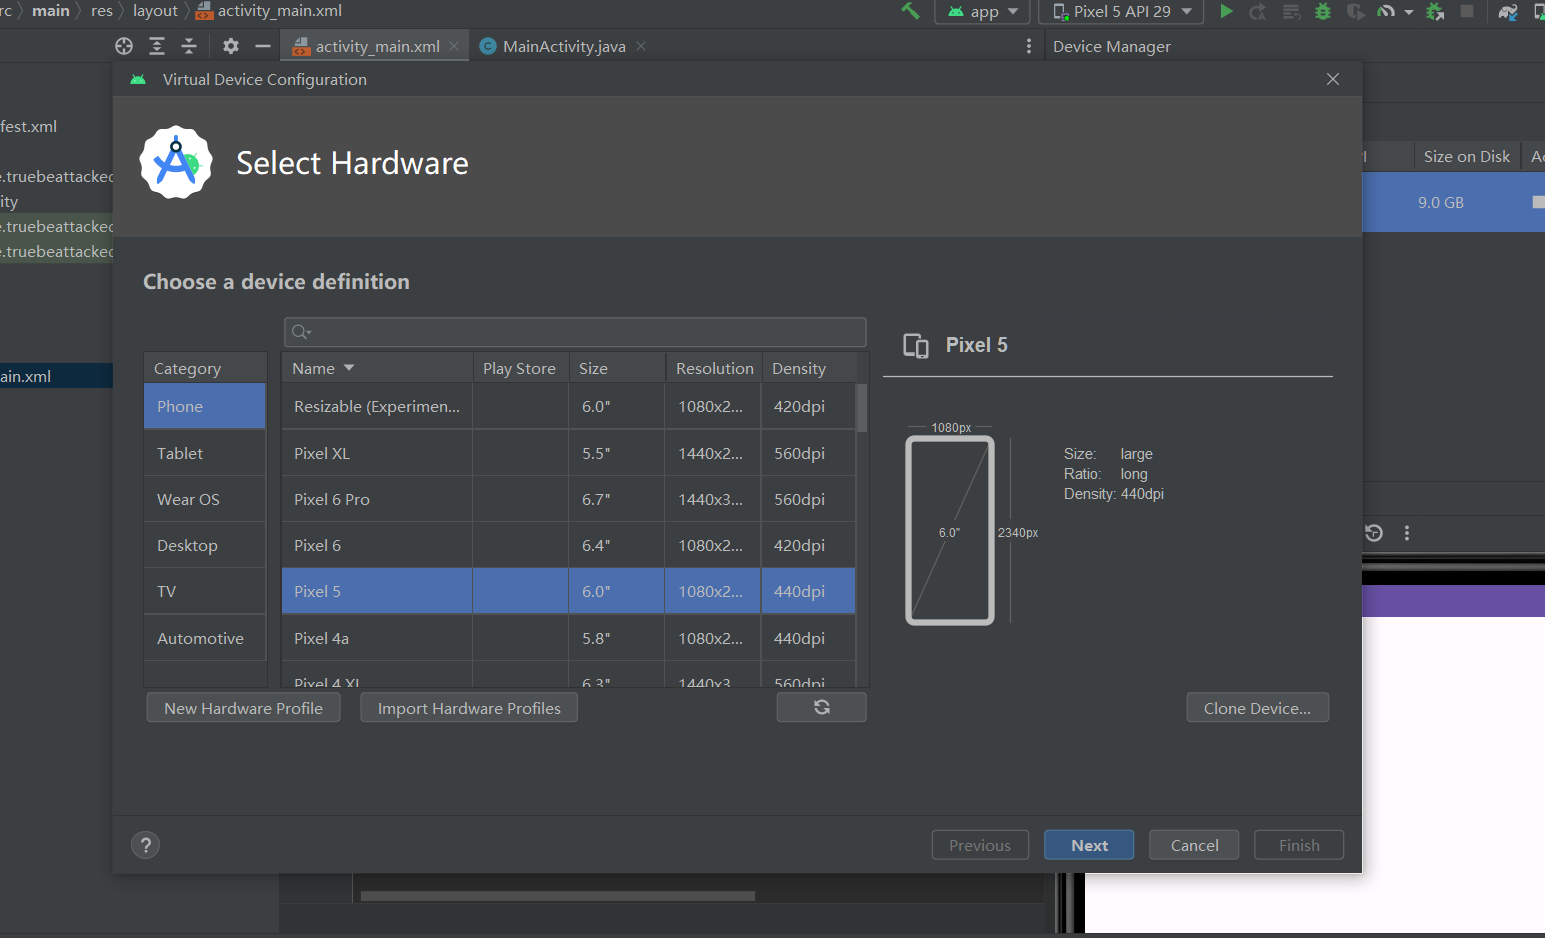 rc main res layout activity_main.xml app Pixel 5 API 29
activity_main.xml MainActivity.java Device Manager
Virtual Device Configuration
fest.xml
Select Hardware
Size on Disk
e.truebeattacked
ity
9.0 GB
e.truebeattacked
e.truebeattacked
Choose a device definition
Pixel 5
Category Name Play Store Size Resolution Density
Phone Resizable (Experimen... 6.0" 1080x2... 420dpi
ain.xml
Tablet Pixel XL 5.5" 1440x2... 560dpi
Wear OS Pixel 6 Pro 6.7" 1440x3... 560dpi
Desktop Pixel 6 6.4" 1080x2... 420dpi
TV Pixel 5 6.0" 1080x2... 440dpi
Automotive Pixel 4a 5.8" 1080x2... 440dpi
Pixel 4 XL 6.3" 1440x3... 560dpi
1080px
6.0"
2340px
Size: large
Ratio: long
Density: 440dpi
New Hardware Profile Import Hardware Profiles Clone Device...
? Previous Next Cancel Finish